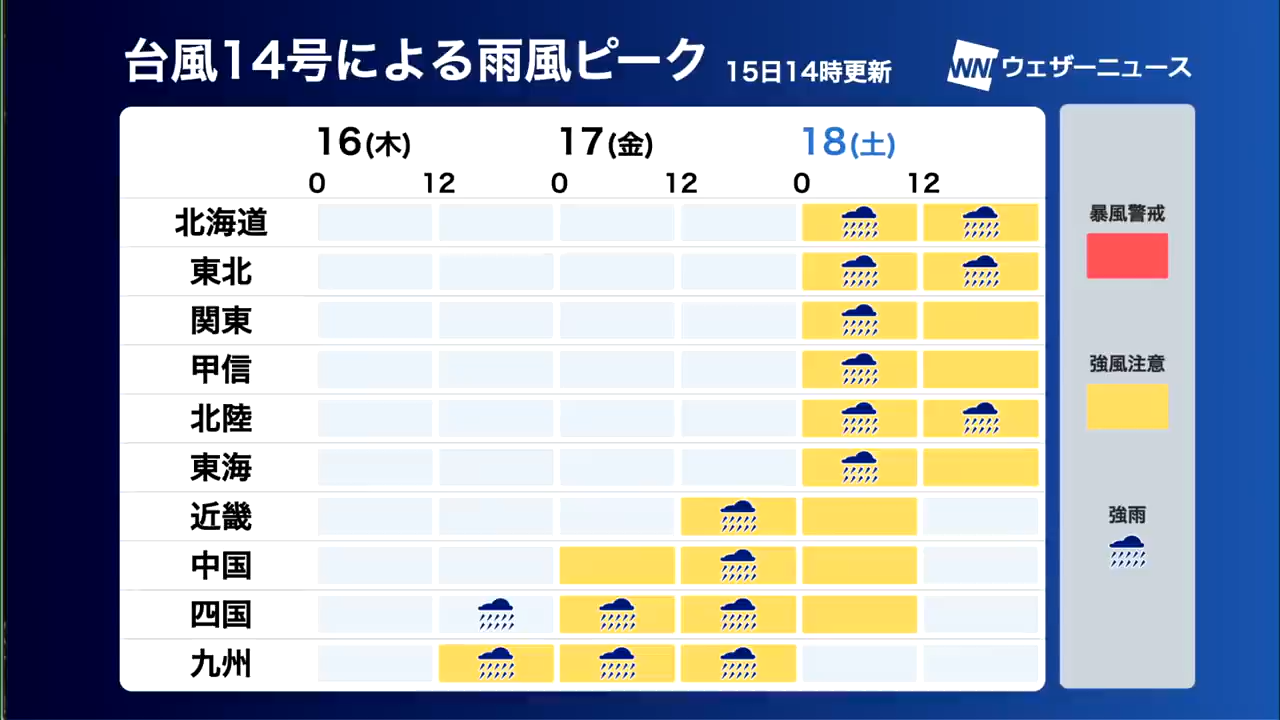 台風14号による雨風ピーク 15日14時更新 WN ウェザーニュース
16(木) 17(金) 18(土)
0 12 0 12 0 12
北海道
東北
関東
甲信
北陸
東海
近畿
中国
四国
九州
暴風警戒
強風注意
強雨